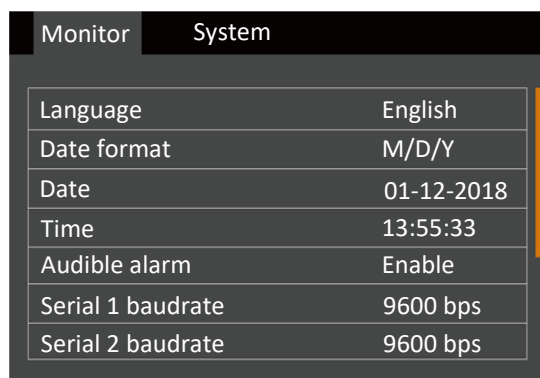 Monitor System
Language English
Date format M/D/Y
Date 01-12-2018
Time 13:55:33
Audible alarm Enable
Serial 1 baudrate 9600 bps
Serial 2 baudrate 9600 bps